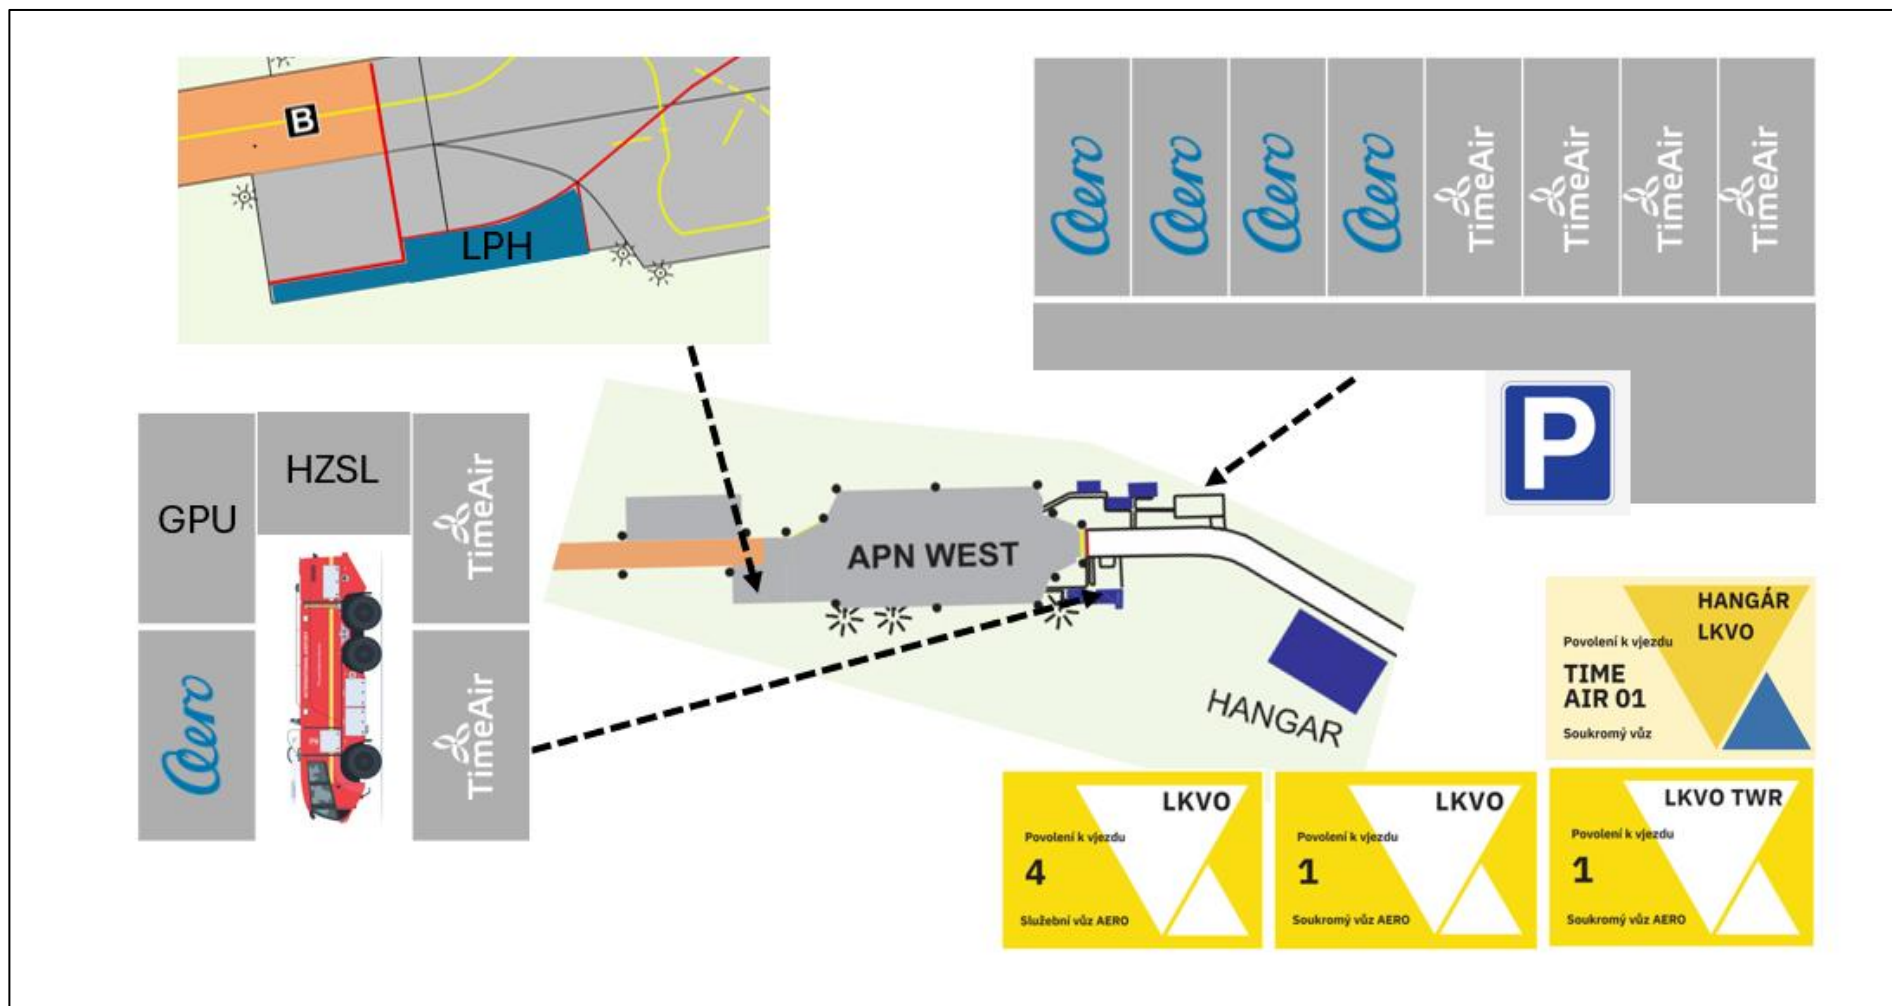 B
LPH
Aero
Aero
Aero
Aero
TimeAir
TimeAir
TimeAir
TimeAir
P
GPU
HZSL
TimeAir
Aero
TimeAir
APN WEST
HANGAR
HANGÁR
LKVO
Povolení k vjezdu
TIME
AIR 01
Soukromý vůz
LKVO
Povolení k vjezdu
4
Služební vůz AERO
LKVO
Povolení k vjezdu
1
Soukromý vůz AERO
LKVO TWR
Povolení k vjezdu
1
Soukromý vůz AERO